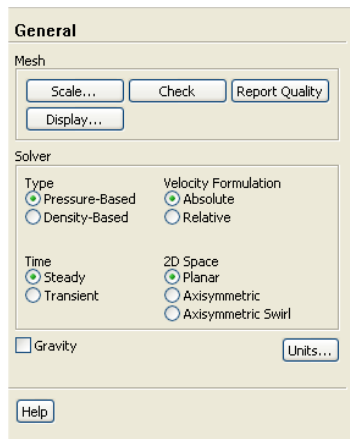 General
Mesh
Scale... Check Report Quality
Display...
Solver
Type Velocity Formulation
Pressure-Based Absolute
Density-Based Relative
Time 2D Space
Steady Planar
Transient Axisymmetric
Axisymmetric Swirl
Gravity Units...
Help